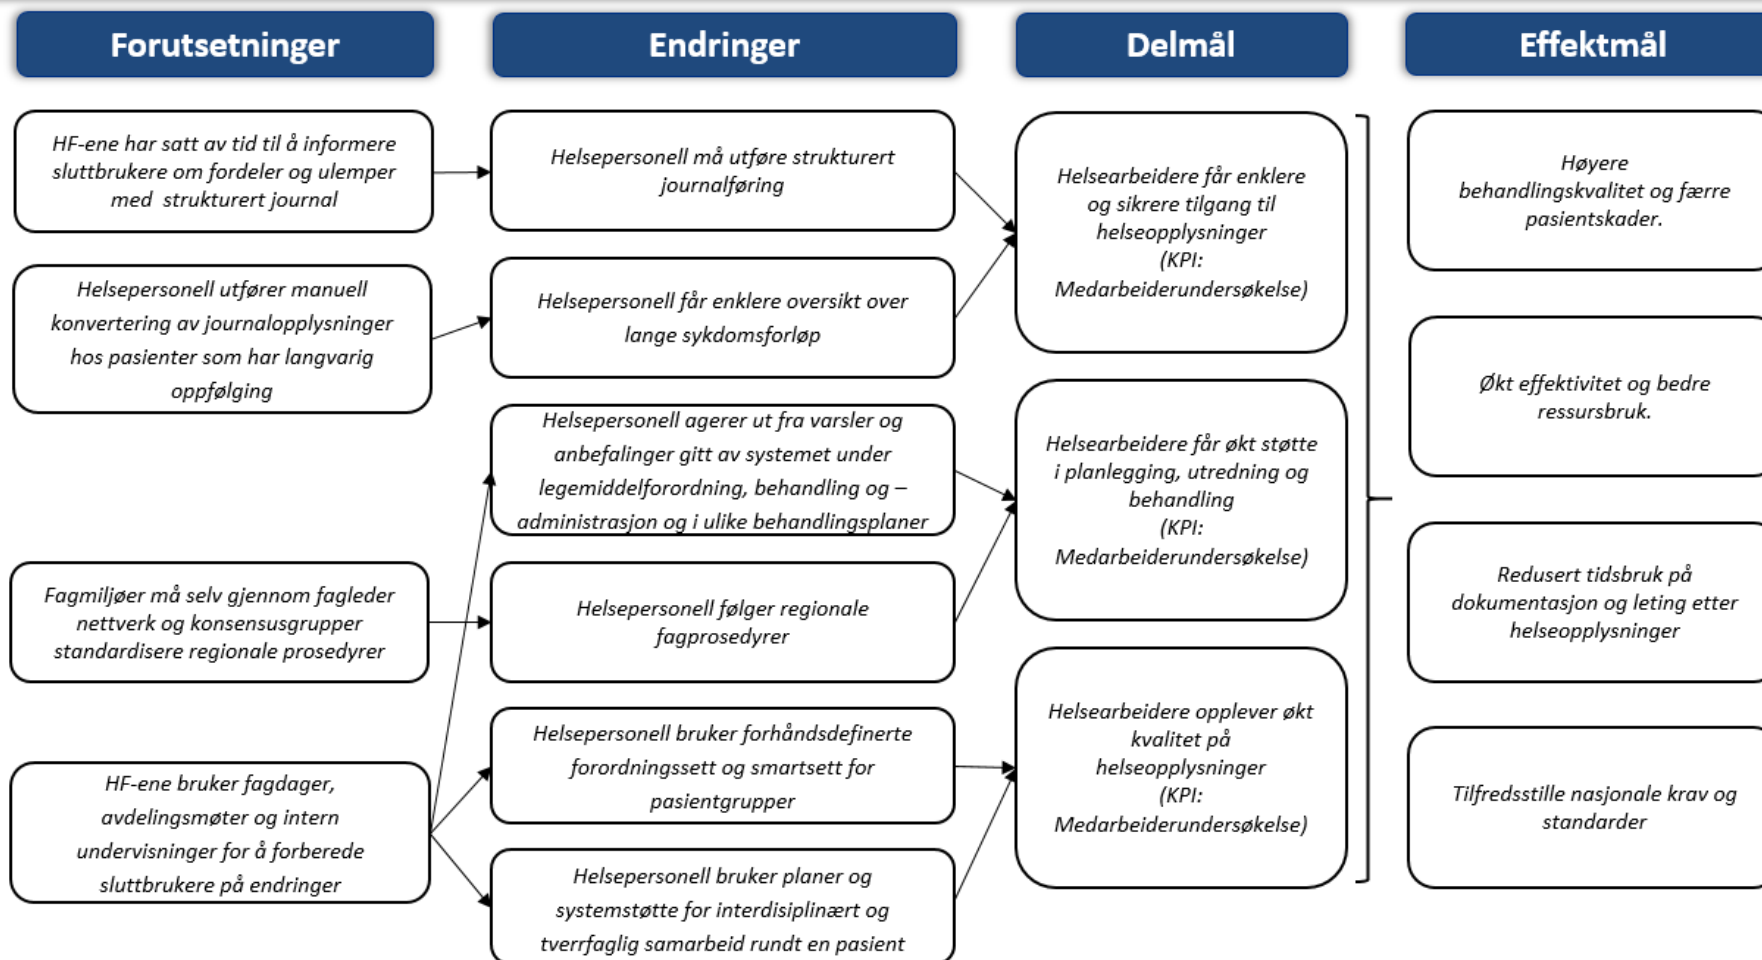 Forutsetninger
HF-ene har satt av tid til å informere
sluttbrukere om fordeler og ulemper
med strukturert journal
Helsepersonell utfører manuell
konvertering av journalopplysninger
hos pasienter som har langvarig
oppfølging
Fagmiljøer må selv gjennom fagleder
nettverk og konsensusgrupper
standardisere regionale prosedyrer
HF-ene bruker fagdager,
avdelingsmøter og intern
undervisninger for å forberede
sluttbrukere på endringer
Endringer
Helsepersonell må utføre strukturert
journalføring
Helsepersonell får enklere oversikt over
lange sykdomsforløp
Helsepersonell agerer ut fra varsler og
anbefalinger gitt av systemet under
legemiddelforordning, behandling og –
administrasjon og i ulike behandlingsplaner
Helsepersonell følger regionale
fagprosedyrer
Helsepersonell bruker forhåndsdefinerte
forordningssett og smartsett for
pasientgrupper
Helsepersonell bruker planer og
systemstøtte for interdisiplinært og
tverrfaglig samarbeid rundt en pasient
Delmål
Helsearbeidere får enklere
og sikrere tilgang til
helseopplysninger
(KPI:
Medarbeiderundersøkelse)
Helsearbeidere får økt støtte
i planlegging, utredning og
behandling
(KPI:
Medarbeiderundersøkelse)
Helsearbeidere opplever økt
kvalitet på
helseopplysninger
(KPI:
Medarbeiderundersøkelse)
Effektmål
Høyere
behandlingskvalitet og færre
pasientskader.
Økt effektivitet og bedre
ressursbruk.
Redusert tidsbruk på
dokumentasjon og leting etter
helseopplysninger
Tilfredsstille nasjonale krav og
standarder